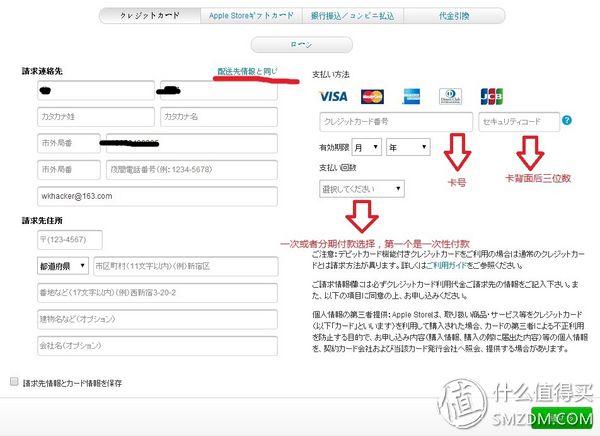 クレジットカード
Apple Storeギフトカード
銀行振込/コンビニ払込
代金引換
ローン
請求連絡先
配送先情報と同じ
カタカナ姓
カタカナ名
市外局番
市外局番
夜間電話番号(例: 1234-5678)
wkhacker@163.com
請求先住所
〒(123-4567)
都道府県
市区町村(11文字以内)(例)新宿区
番地など(17文字以内)(例)西新宿3-20-2
建物名など(オプション)
会社名(オプション)
請求先情報とカード情報を保存
支払い方法
VISA
MasterCard
AMERICAN EXPRESS
Diners Club INTERNATIONAL
JCB
クレジットカード番号
セキュリティコード
?
有効期限
月
年
支払い回数
選択してください
卡号
卡背面后三位数
一次或者分期付款选择，第一个是一次性付款
ご注意:デビットカード機能付きクレジットカードをご利用の場合は通常のクレジットカ
ードとは請求方法が異ります。詳しくはご利用ガイドをご参照ください。
ご請求情報欄には必ずクレジットカード利用代金ご請求先の情報をご記入下さい。ま
た、以下の項目に同意の上、お申し込みください。
個人情報の第三者提供: Apple Storeは、取り扱い商品・サービス等をクレジットカード
(以下「カード」といいます)を利用して購入された場合、カードの第三者による不正利用
を防止する目的で、お申し込み内容(購入情報、購入の際に届出た内容)等の個人情報
を、契約カード会社および当該カード発行会社へ照会、提供する場合があります。
值 什么值得买
SMZDM.COM